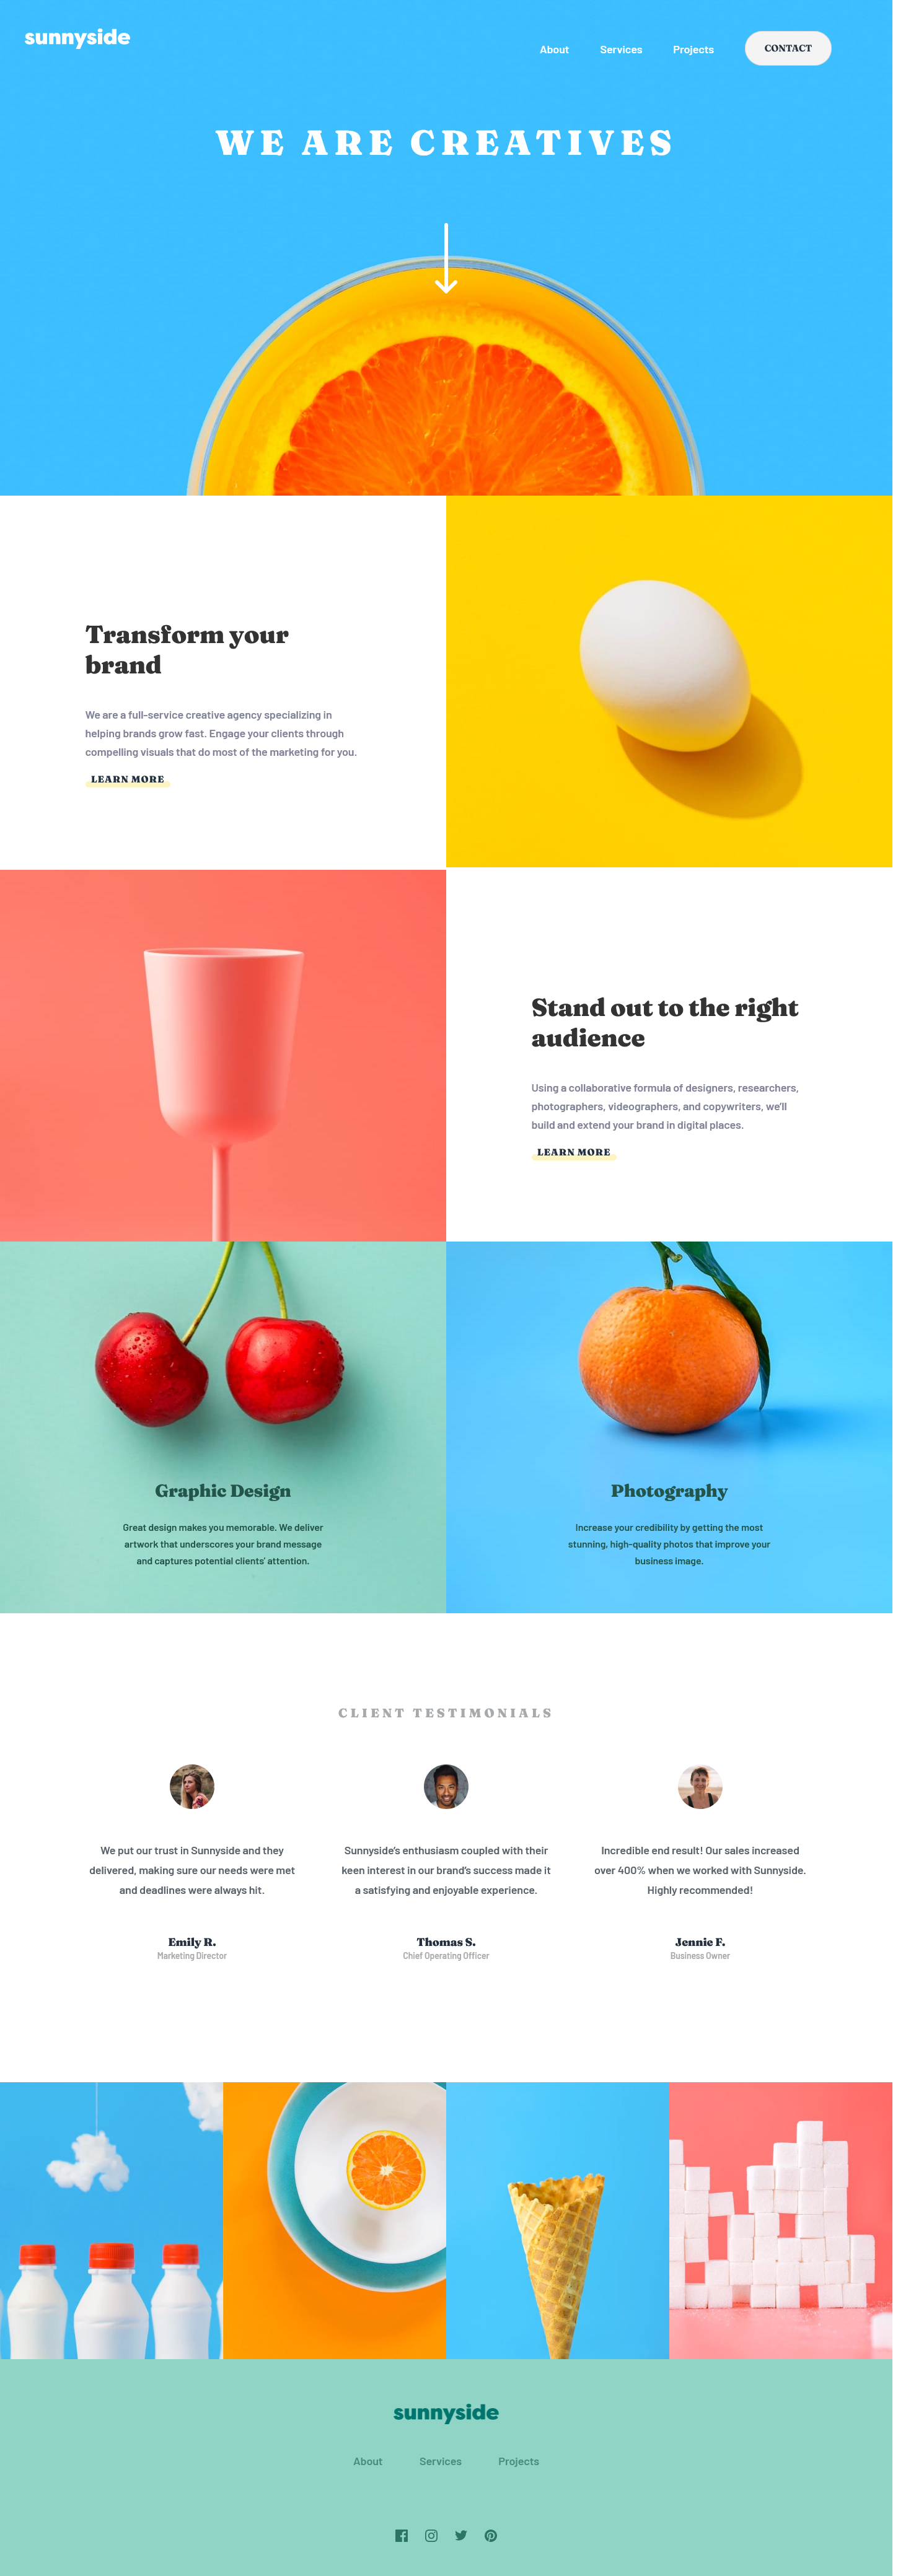 sunnyside
About Services Projects CONTACT
WE ARE CREATIVES
Transform your
brand
We are a full-service creative agency specializing in
helping brands grow fast. Engage your clients through
compelling visuals that do most of the marketing for you.
LEARN MORE
Stand out to the right
audience
Using a collaborative formula of designers, researchers,
photographers, videographers, and copywriters, we'll
build and extend your brand in digital places.
LEARN MORE
Graphic Design
Great design makes you memorable. We deliver
artwork that underscores your brand message
and captures potential clients' attention.
Photography
Increase your credibility by getting the most
stunning, high-quality photos that improve your
business image.
CLIENT TESTIMONIALS
We put our trust in Sunnyside and they
delivered, making sure our needs were met
and deadlines were always hit.
Emily R.
Marketing Director
Sunnyside's enthusiasm coupled with their
keen interest in our brand's success made it
a satisfying and enjoyable experience.
Thomas S.
Chief Operating Officer
Incredible end result! Our sales increased
over 400% when we worked with Sunnyside.
Highly recommended!
Jennie F.
Business Owner
sunnyside
About Services Projects